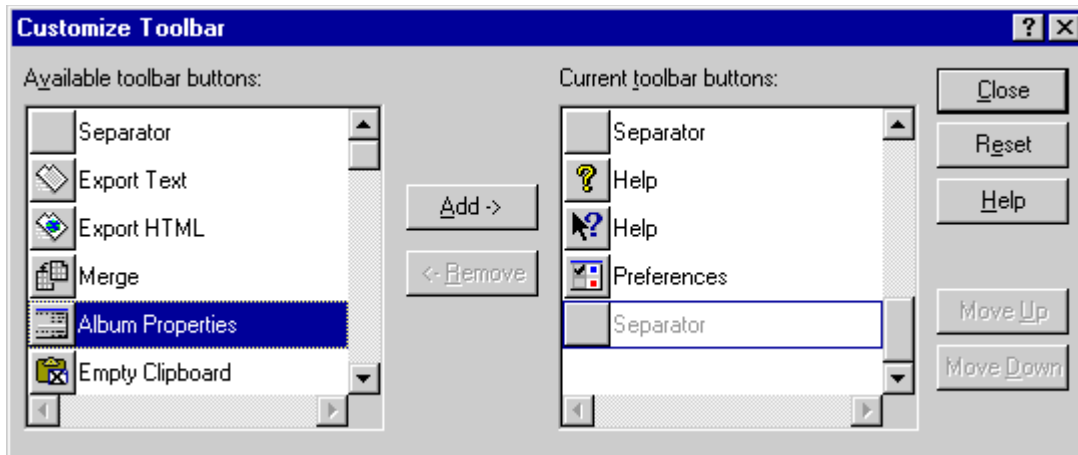 Customize Toolbar
Available toolbar buttons:
Separator
Export Text
Export HTML
Merge
Album Properties
Empty Clipboard
Add ->
<- Remove
Current toolbar buttons:
Separator
Help
Help
Preferences
Separator
Close
Reset
Help
Move Up
Move Down